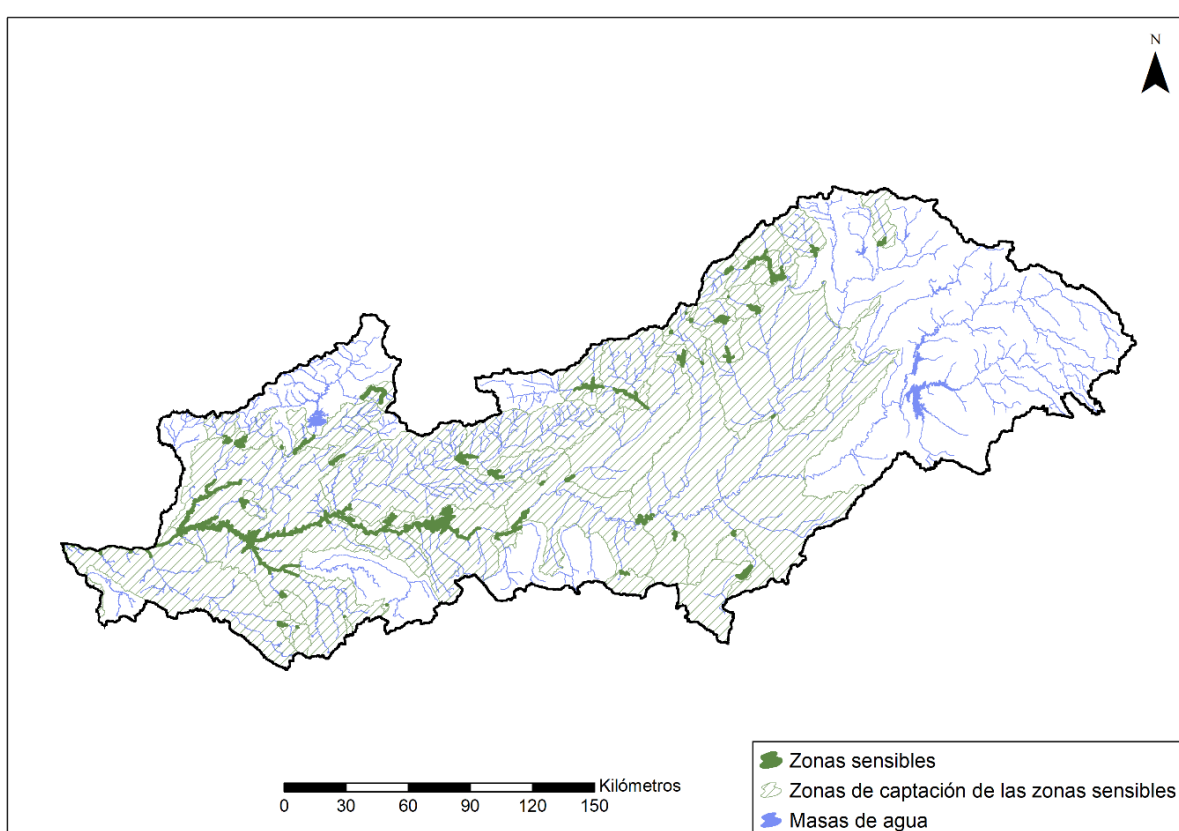 N
Zonas sensibles
Kilómetros
Zonas de captación de las zonas sensibles
0 30 60 90 120 150
Masas de agua